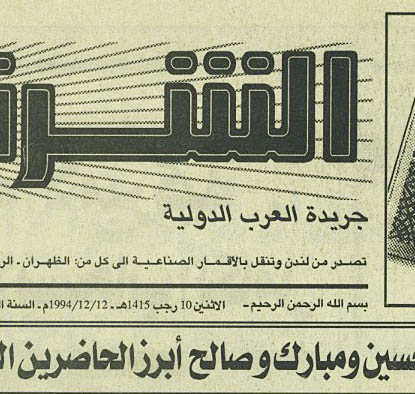 الشرق
جريدة العرب الدولية
تصدر من لندن وتنقل بالأقمار الصناعية الى كل من: الظهران ـ الر
بسم الله الرحمن الرحيم ـ الاثنين 10 رجب 1415هـ ـ 1994/12/12م ـ السنة ا
حسين ومبارك وصالح أبرز الحاضرين ال